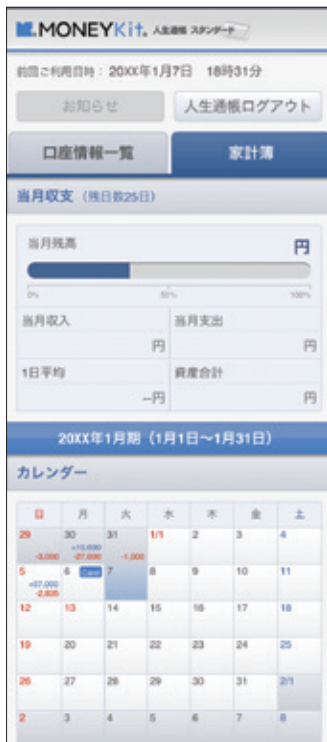 MONEYKit. 人生通帳 スタンダード
前回ご利用日時：20XX年1月7日 18時31分
お知らせ 人生通帳ログアウト
口座情報一覧 家計簿
当月収支（残日数25日）
当月残高 円
0% 50% 100%
当月収入 当月支出
円 円
1日平均 資産合計
--円 円
20XX年1月期（1月1日～1月31日）
カレンダー
日 月 火 水 木 金 土
29 30 31 1/1 2 3 4
-3,000 -27,600 -1,000
5 6 7 8 9 10 11
+57,000
12 13 14 15 16 17 18
19 20 21 22 23 24 25
26 27 28 29 30 31 2/1
2 3 4 5 6 7 8